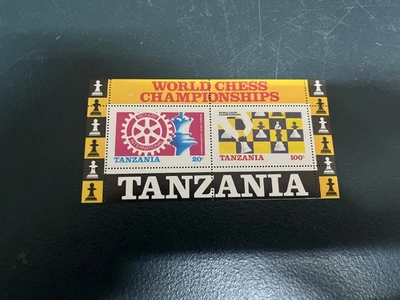 WORLD CHESS
CHAMPIONSHIPS
TANZANIA 20/-
TANZANIA 100/-
TANZANIA